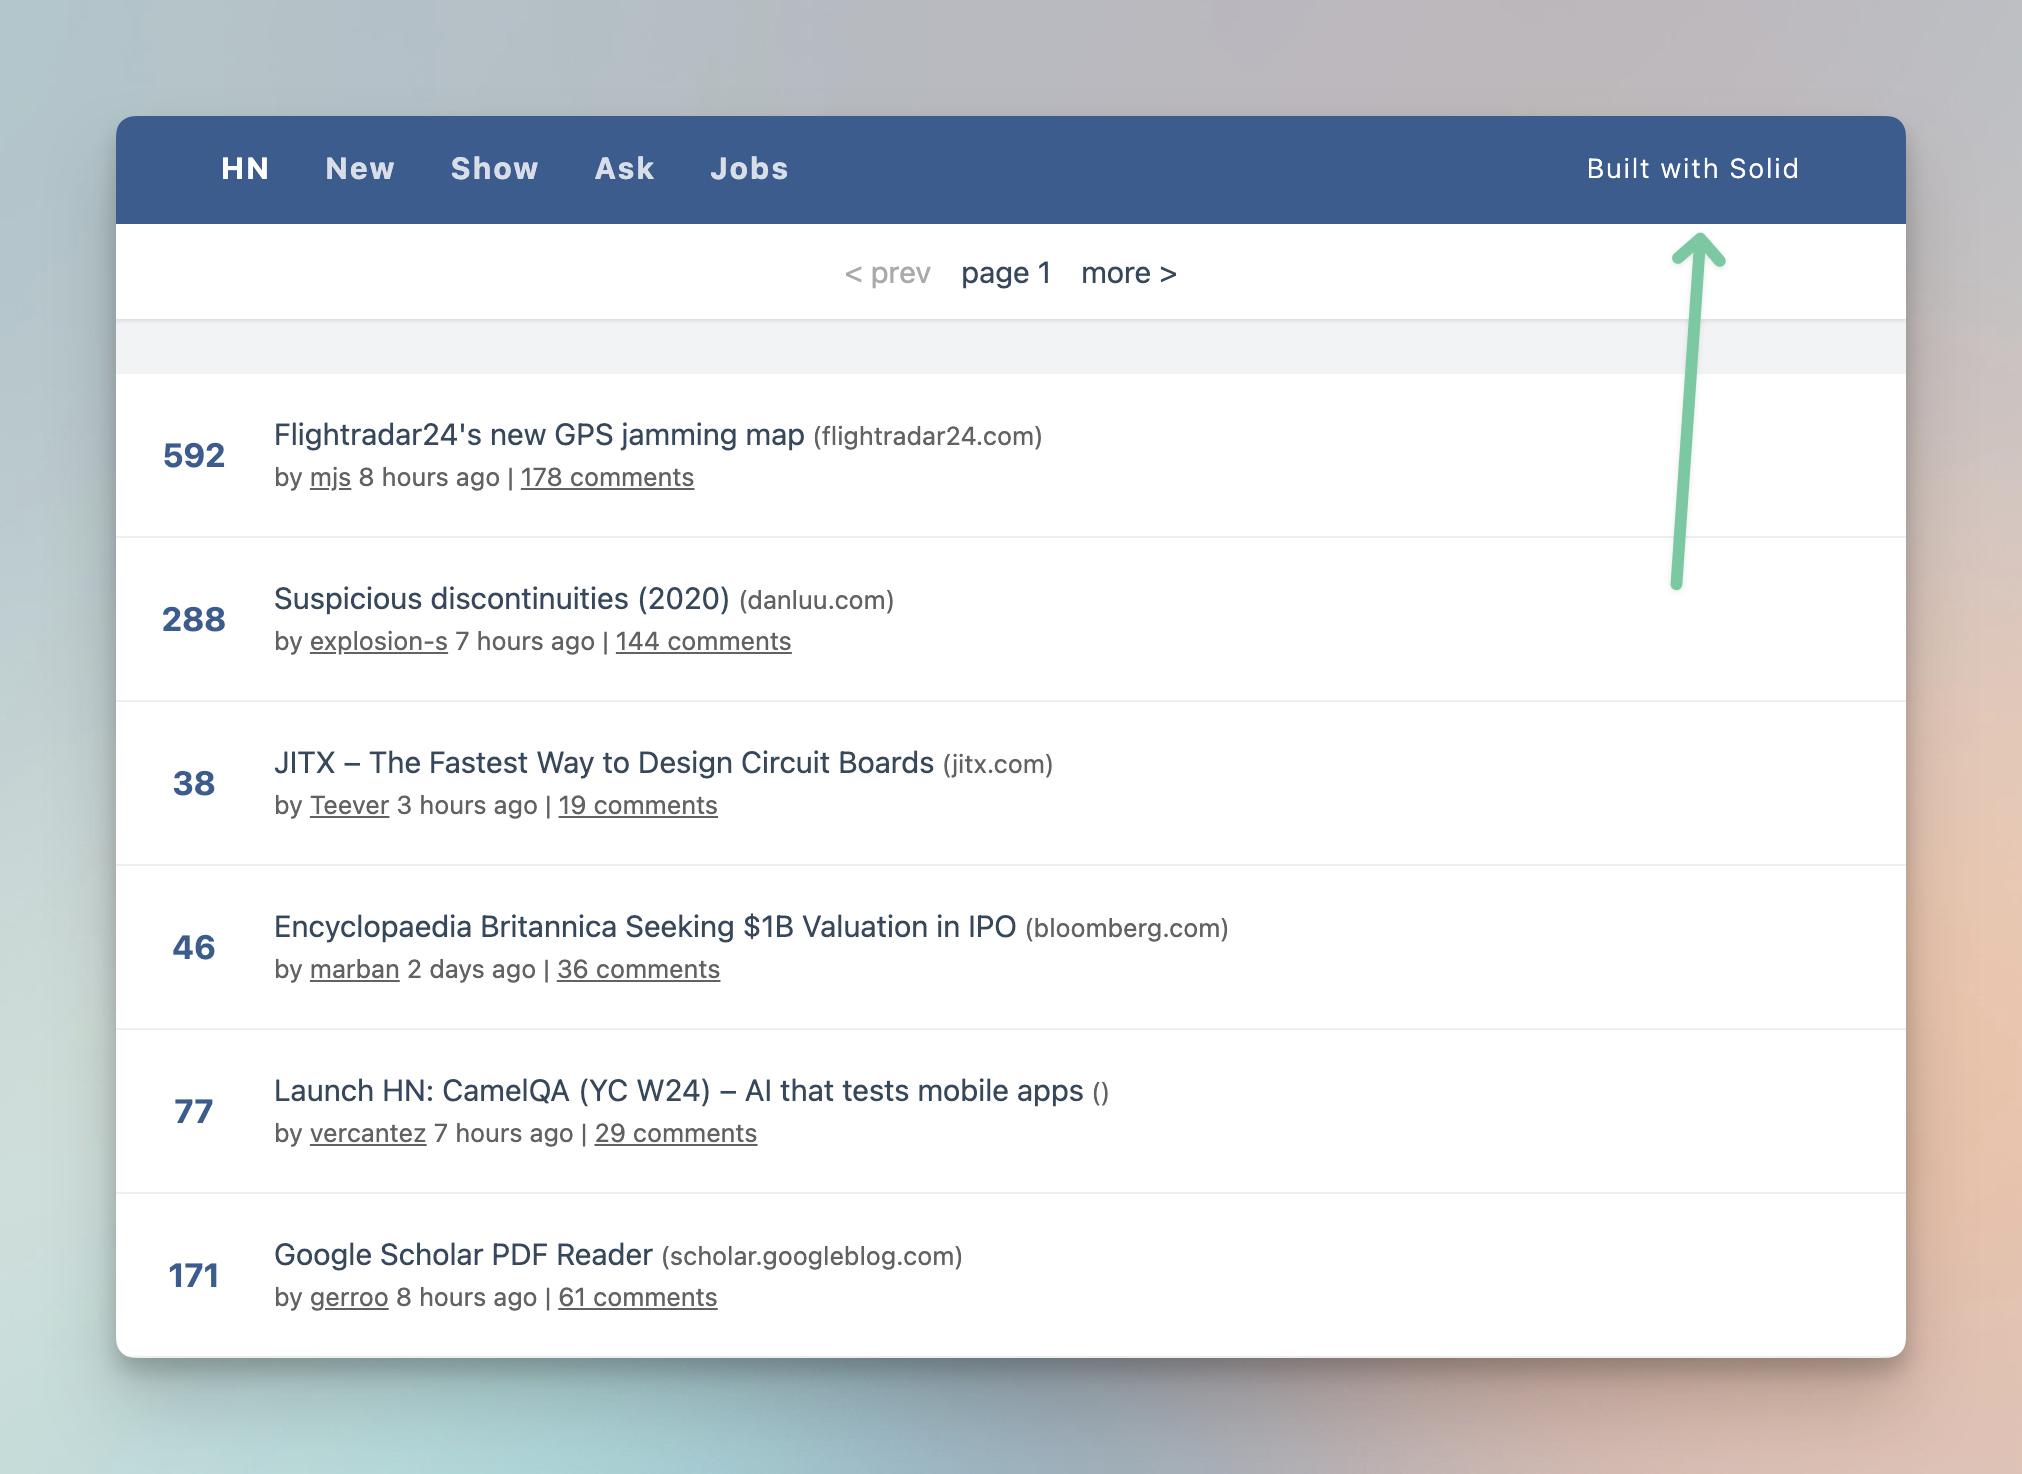 HN New Show Ask Jobs Built with Solid
< prev page 1 more >
592
Flightradar24's new GPS jamming map (flightradar24.com)
by mjs 8 hours ago | 178 comments
288
Suspicious discontinuities (2020) (danluu.com)
by explosion-s 7 hours ago | 144 comments
38
JITX – The Fastest Way to Design Circuit Boards (jitx.com)
by Teever 3 hours ago | 19 comments
46
Encyclopaedia Britannica Seeking $1B Valuation in IPO (bloomberg.com)
by marban 2 days ago | 36 comments
77
Launch HN: CamelQA (YC W24) – AI that tests mobile apps ()
by vercantez 7 hours ago | 29 comments
171
Google Scholar PDF Reader (scholar.googleblog.com)
by gerroo 8 hours ago | 61 comments